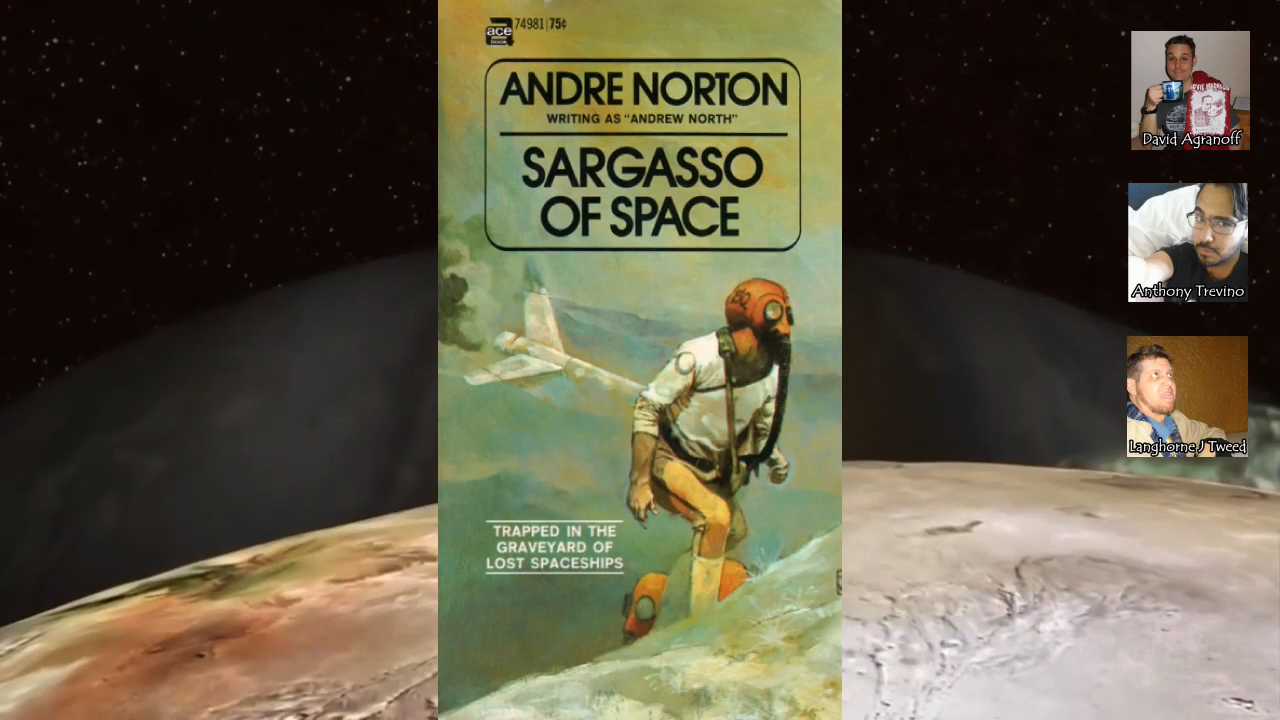 ace
74981 | 75¢
ANDRE NORTON
WRITING AS "ANDREW NORTH"
SARGASSO
OF SPACE
TRAPPED IN THE
GRAVEYARD OF
LOST SPACESHIPS
David Agranoff
Anthony Trevino
Langhorne J Tweed